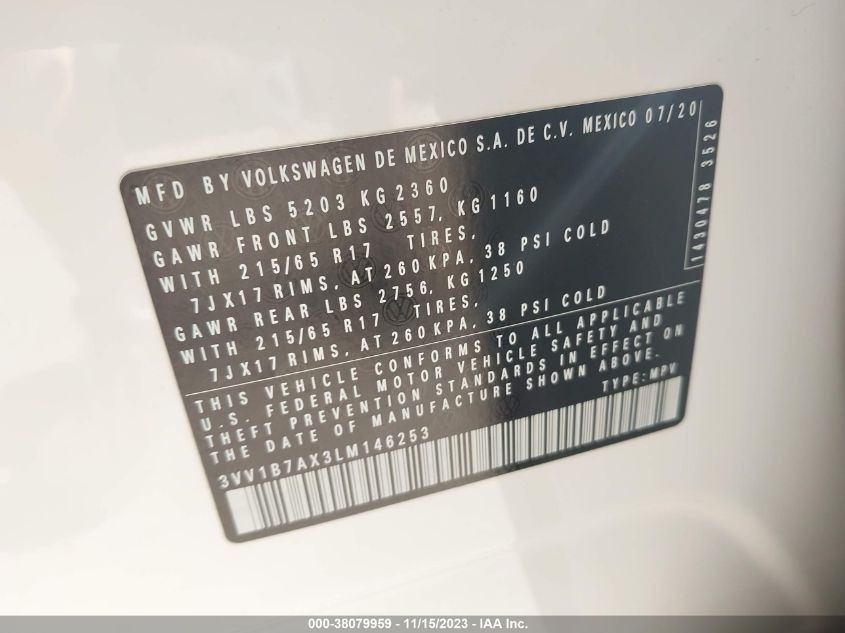 MFD BY VOLKSWAGEN DE MEXICO S.A. DE C.V. MEXICO 07/20
GVWR LBS 5203 KG 2360
GAWR FRONT LBS 2557, KG 1160
WITH 215/65 R17 TIRES,
7JX17 RIMS, AT 260 KPA, 38 PSI COLD
GAWR REAR LBS 2756, KG 1250
WITH 215/65 R17 TIRES,
7JX17 RIMS, AT 260 KPA, 38 PSI COLD
1430478 3526
THIS VEHICLE CONFORMS TO ALL APPLICABLE
U.S. FEDERAL MOTOR VEHICLE SAFETY AND
THEFT PREVENTION STANDARDS IN EFFECT ON
THE DATE OF MANUFACTURE SHOWN ABOVE.
3VV1B7AX3LM146253 TYPE: MPV
000-38079959 - 11/15/2023 - IAA Inc.